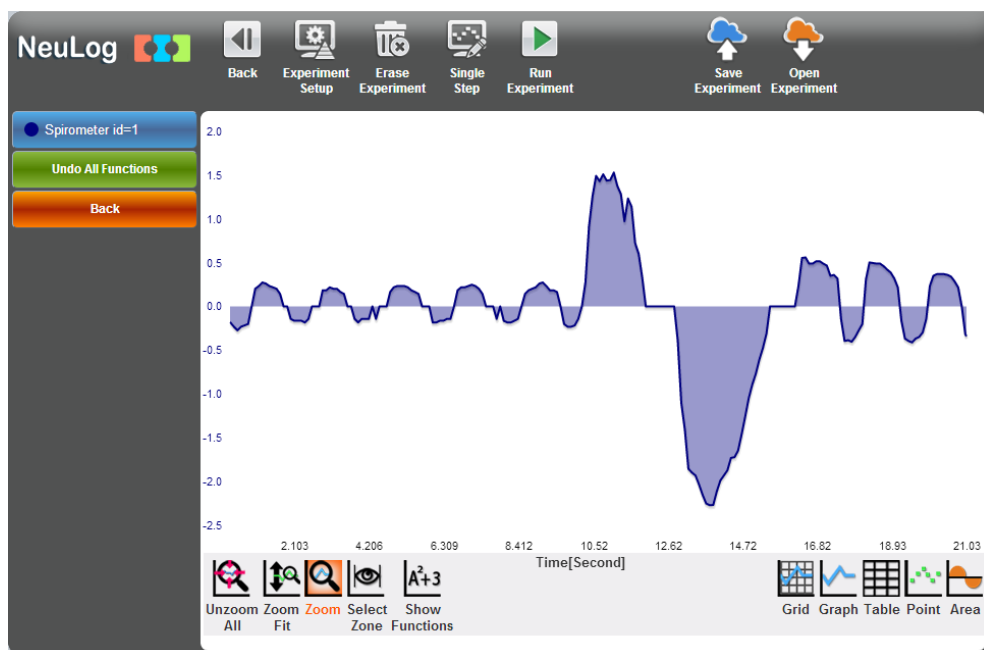 NeuLog
Back
Experiment
Setup
Erase
Experiment
Single
Step
Run
Experiment
Save
Experiment
Open
Experiment
Spirometer id=1
Undo All Functions
Back
2.0
1.5
1.0
0.5
0.0
-0.5
-1.0
-1.5
-2.0
-2.5
2.103 4.206 6.309 8.412 10.52 12.62 14.72 16.82 18.93 21.03
Time[Second]
A²+3
Unzoom
All
Zoom
Fit
Zoom
Select
Zone
Show
Functions
Grid
Graph
Table
Point
Area